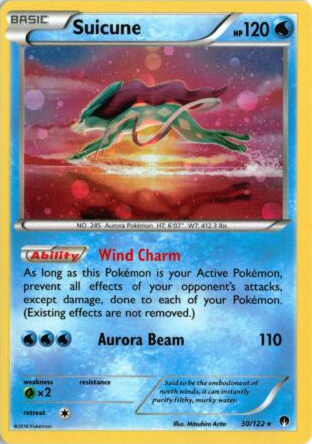 BASIC
Suicune
HP120
NO. 245 Aurora Pokémon HT: 6'07" WT: 412.3 lbs.
Ability Wind Charm
As long as this Pokémon is your Active Pokémon,
prevent all effects of your opponent's attacks,
except damage, done to each of your Pokémon.
(Existing effects are not removed.)
Aurora Beam 110
weakness resistance
×2
retreat
Said to be the embodiment of
north winds, it can instantly
purify filthy, murky water.
©2016 Pokémon
Illus. Mitsuhiro Arita
30/122